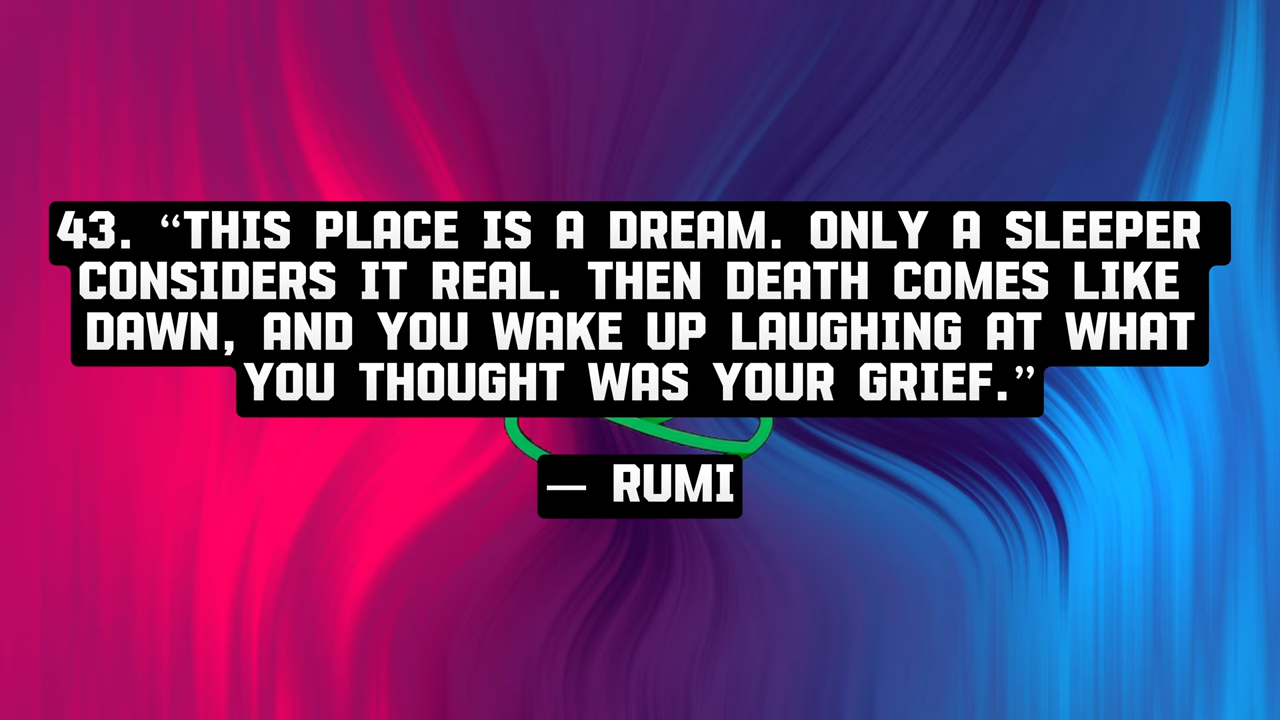 43. “THIS PLACE IS A DREAM. ONLY A SLEEPER
CONSIDERS IT REAL. THEN DEATH COMES LIKE
DAWN, AND YOU WAKE UP LAUGHING AT WHAT
YOU THOUGHT WAS YOUR GRIEF.”
— RUMI